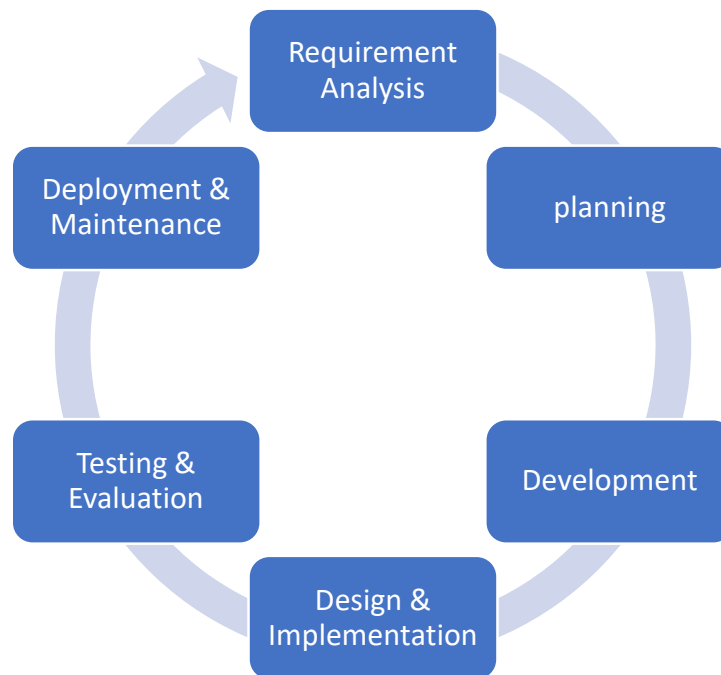 Requirement
Analysis
planning
Development
Design &
Implementation
Testing &
Evaluation
Deployment &
Maintenance